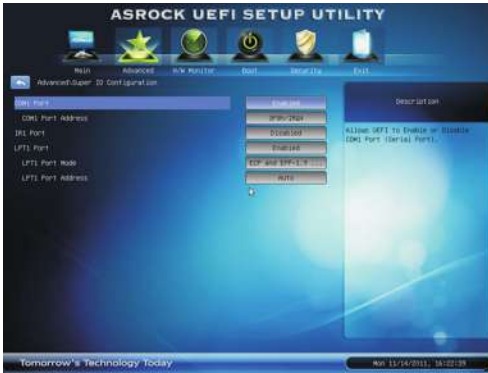 ASROCK UEFI SETUP UTILITY
Main Advanced H/W Monitor Boot Security Exit
Advanced\Super IO Configuration
COM1 Port Enabled
COM1 Port Address 3F8h/IRQ4
IR1 Port Disabled
LPT1 Port Enabled
LPT1 Port Mode ECP and EPP-1.9 ...
LPT1 Port Address Auto
Description
Allows UEFI to Enable or Disable
COM1 Port (Serial Port).
Tomorrow's Technology Today
Mon 11/14/2011, 16:22:39